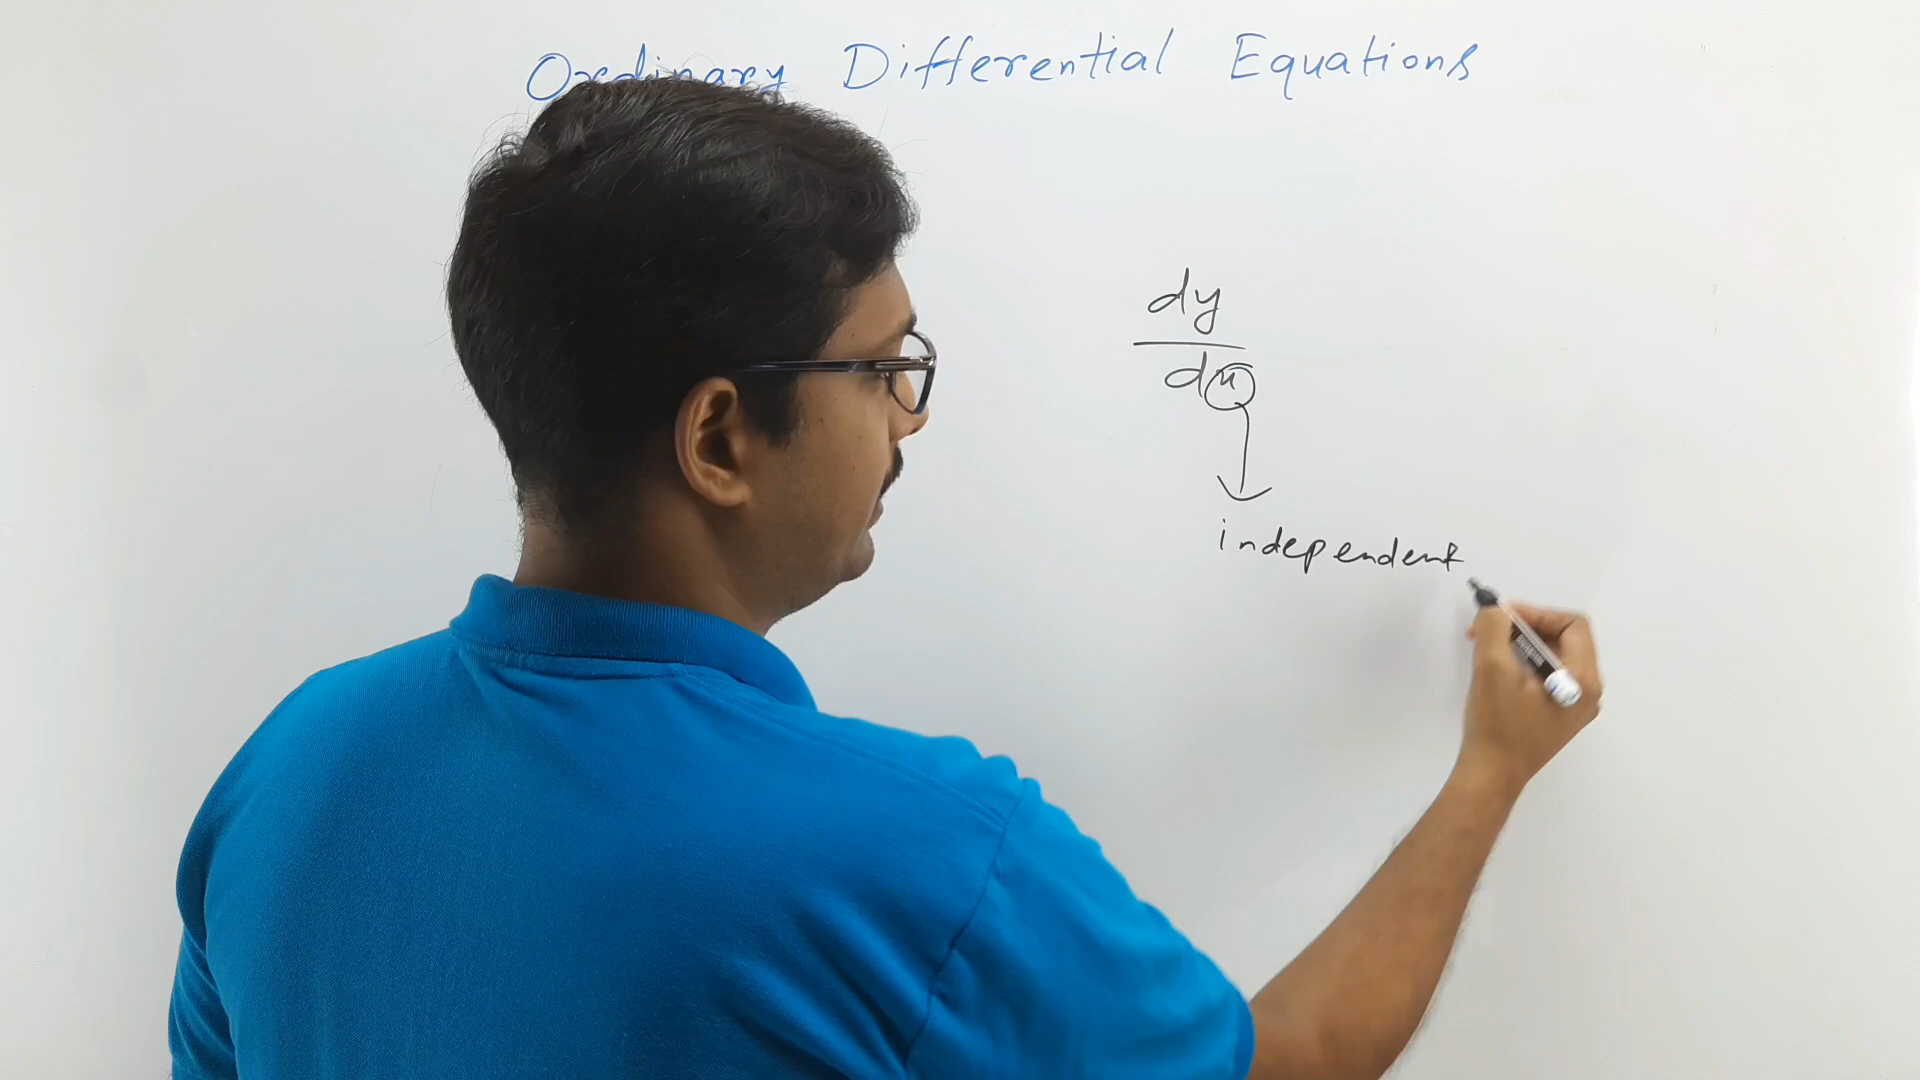 Ordinary Differential Equations
dy
dx
independent